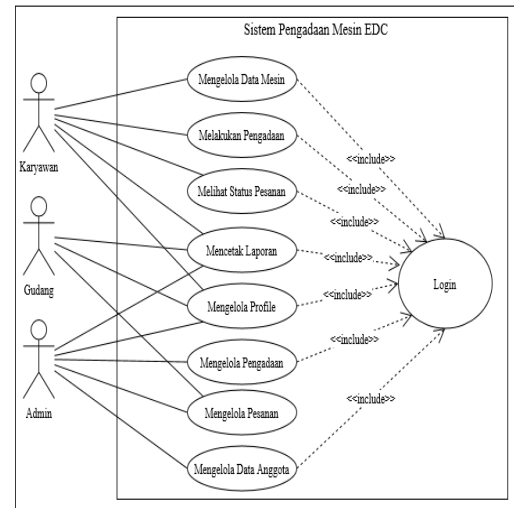 Sistem Pengadaan Mesin EDC
Mengelola Data Mesin
Melakukan Pengadaan
<<include>>
Karyawan
Melihat Status Pesanan
<<include>>
<<include>>
Mencetak Laporan
<<include>>
Gudang
Login
Mengelola Profile
<<include>>
<<include>>
Mengelola Pengadaan
Admin
Mengelola Pesanan
<<include>>
Mengelola Data Anggota